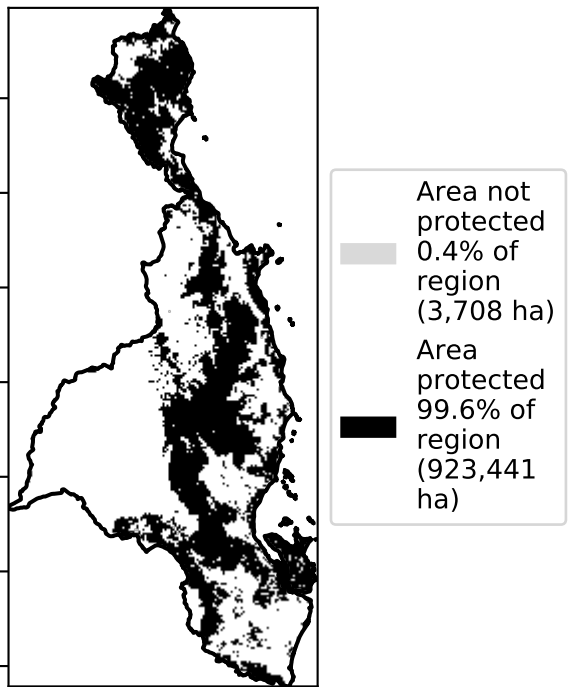 Area not
protected
0.4% of
region
(3,708 ha)
Area
protected
99.6% of
region
(923,441
ha)